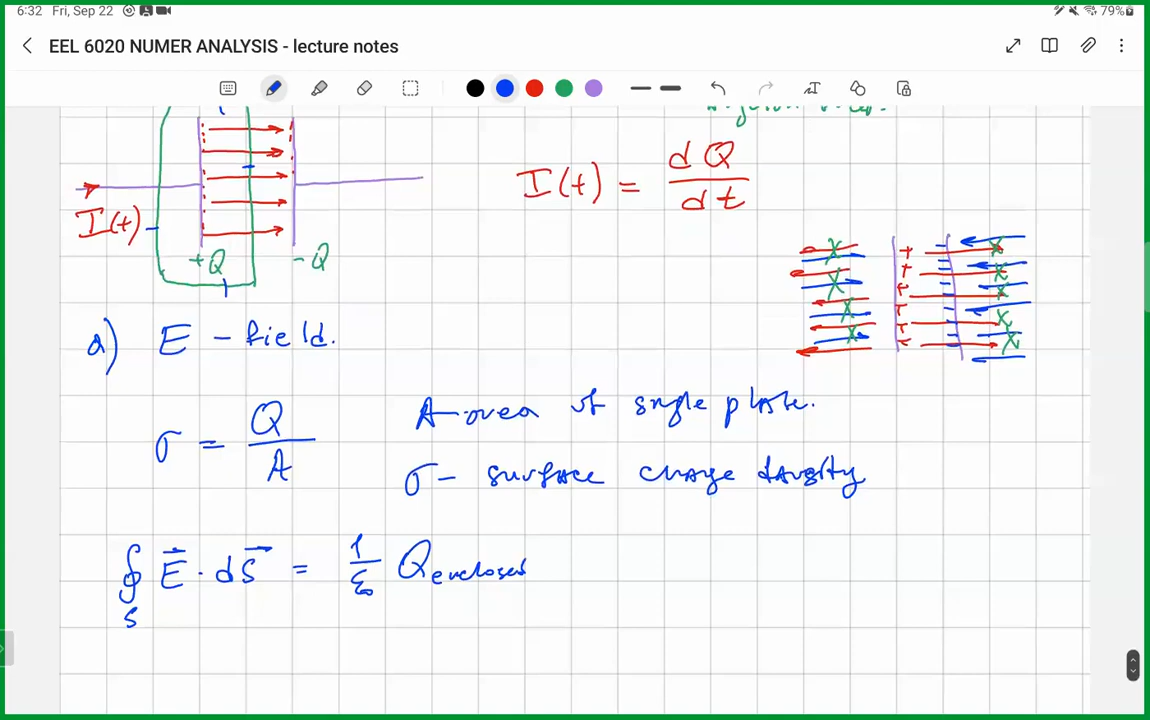 6:32 Fri, Sep 22
79%
EEL 6020 NUMER ANALYSIS - lecture notes
I(t) = dQ/dt
I(t)
+Q -Q
a) E - field.
σ = Q/A
A-area of single plate.
σ- surface charge density
∮S E⃗ · dS⃗ = 1/ε0 Qenclosed